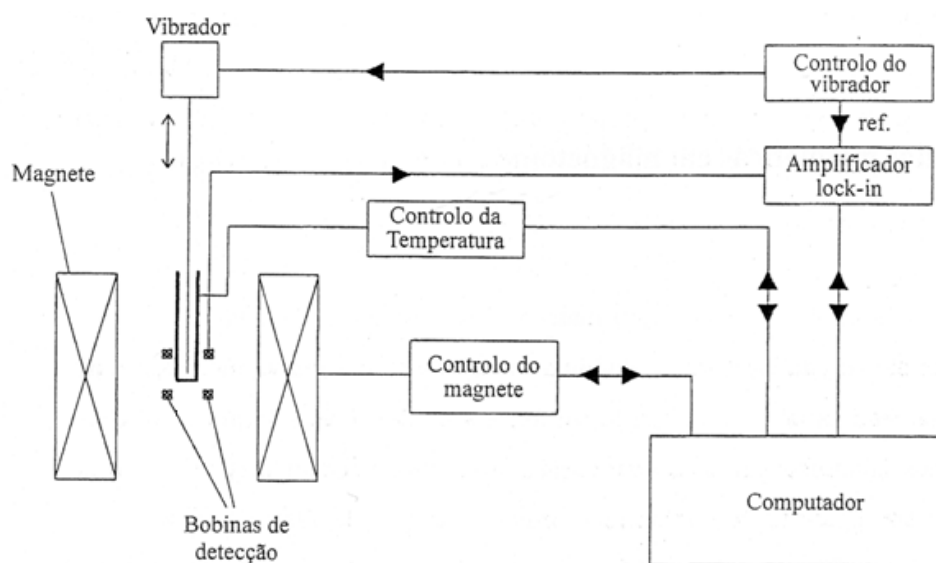 Vibrador
Controlo do
vibrador
ref.
Magnete
Amplificador
lock-in
Controlo da
Temperatura
Controlo do
magnete
Computador
Bobinas de
detecção